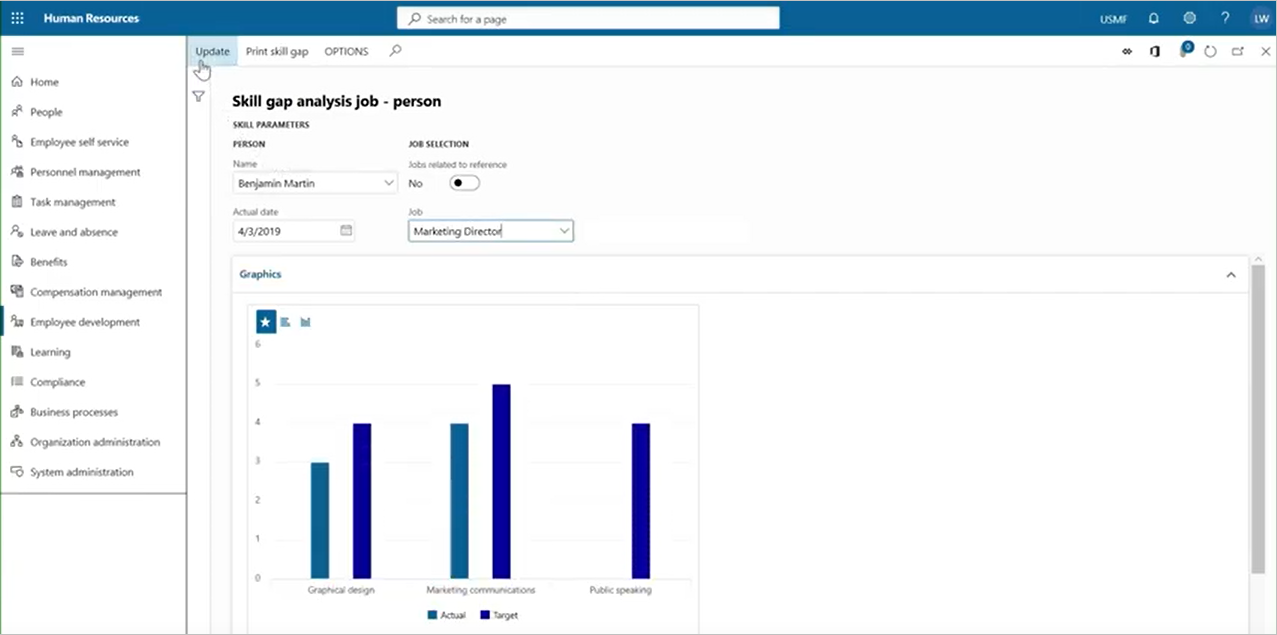 Human Resources
Search for a page
USMF
?
LW
Update Print skill gap OPTIONS
0
Home
People
Employee self service
Personnel management
Task management
Leave and absence
Benefits
Compensation management
Employee development
Learning
Compliance
Business processes
Organization administration
System administration
Skill gap analysis job - person
SKILL PARAMETERS
PERSON
Name
Benjamin Martin
Actual date
4/3/2019
JOB SELECTION
Jobs related to reference
No
Job
Marketing Director
Graphics
6
5
4
3
2
1
0
Graphical design Marketing communications Public speaking
Actual Target